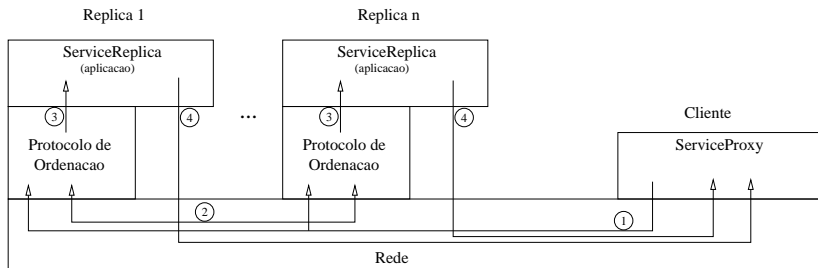 Replica 1
Replica n
ServiceReplica
(aplicacao)
ServiceReplica
(aplicacao)
3
4
...
3
4
Cliente
Protocolo de
Ordenacao
Protocolo de
Ordenacao
ServiceProxy
2
1
Rede